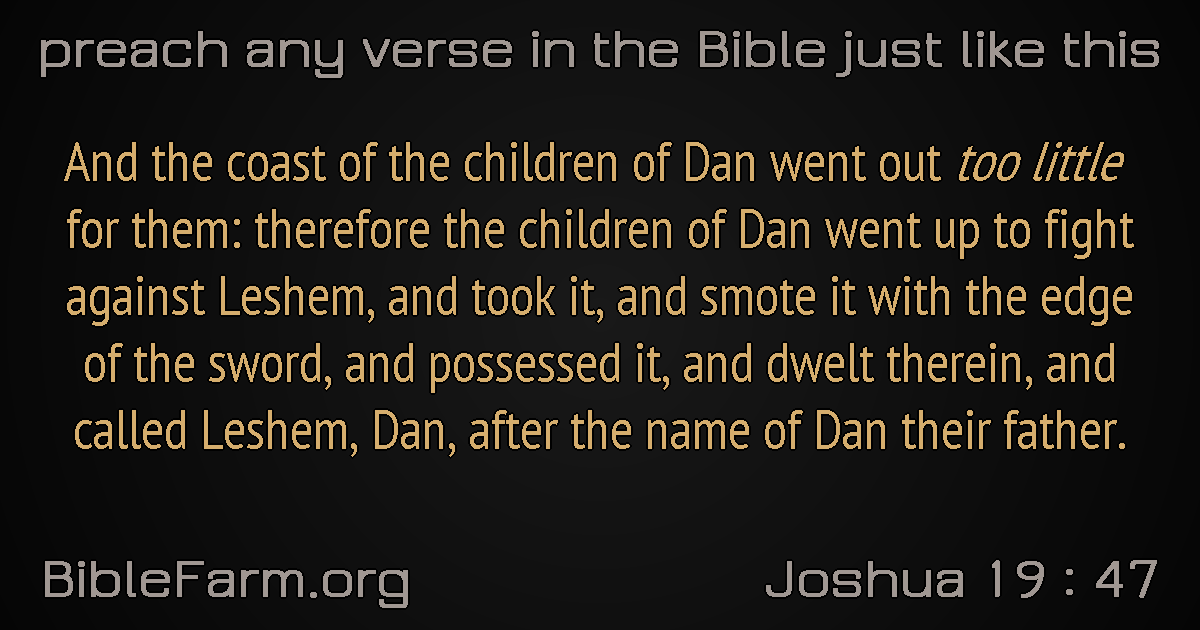 preach any verse in the Bible just like this
And the coast of the children of Dan went out too little
for them: therefore the children of Dan went up to fight
against Leshem, and took it, and smote it with the edge
of the sword, and possessed it, and dwelt therein, and
called Leshem, Dan, after the name of Dan their father.
BibleFarm.org
Joshua 19 : 47